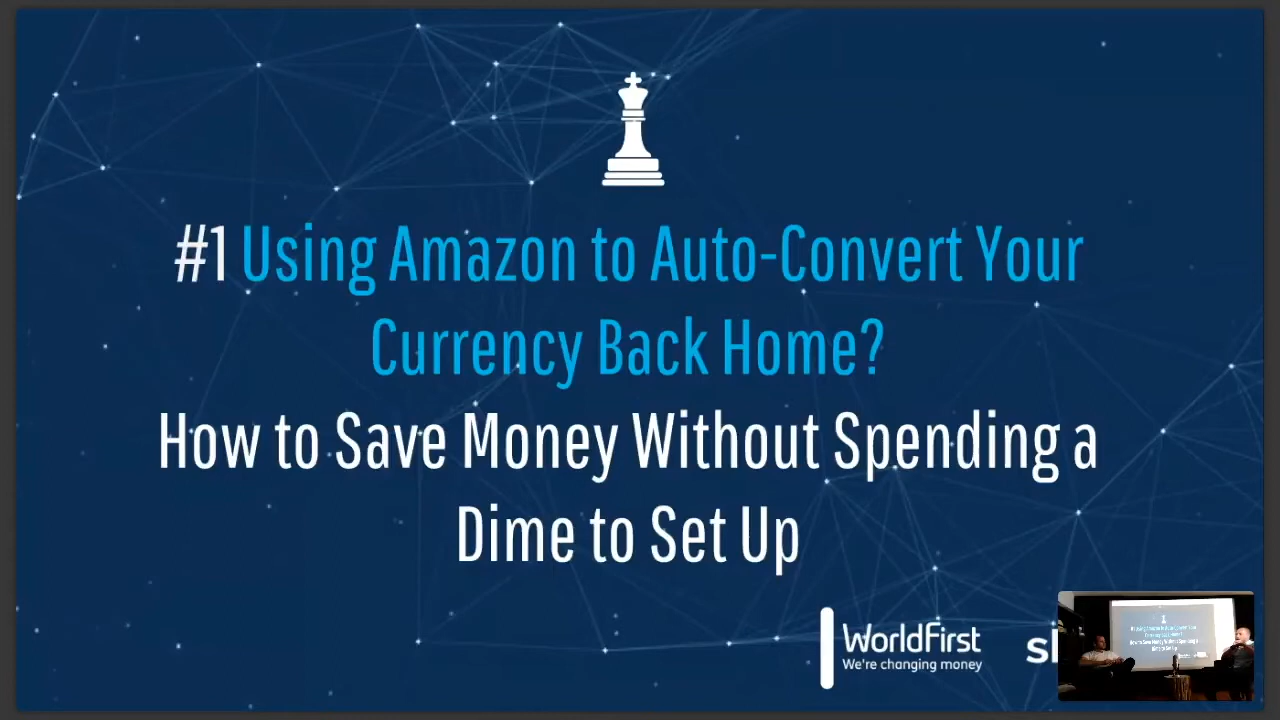 #1 Using Amazon to Auto-Convert Your
Currency Back Home?
How to Save Money Without Spending a
Dime to Set Up
WorldFirst
We're changing money